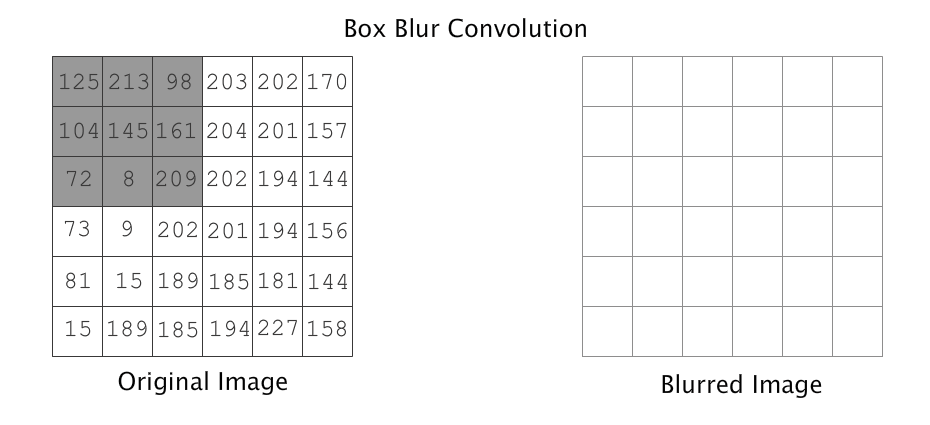 Box Blur Convolution
125 213 98 203 202 170
104 145 161 204 201 157
72 8 209 202 194 144
73 9 202 201 194 156
81 15 189 185 181 144
15 189 185 194 227 158
Original Image
Blurred Image